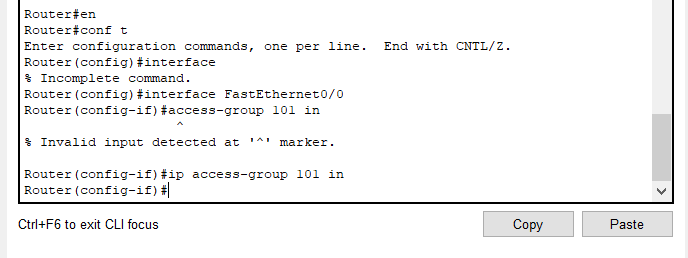 Router#en
Router#conf t
Enter configuration commands, one per line.  End with CNTL/Z.
Router(config)#interface
% Incomplete command.
Router(config)#interface FastEthernet0/0
Router(config-if)#access-group 101 in
^
% Invalid input detected at '^' marker.
Router(config-if)#ip access-group 101 in
Router(config-if)#
Ctrl+F6 to exit CLI focus
Copy
Paste